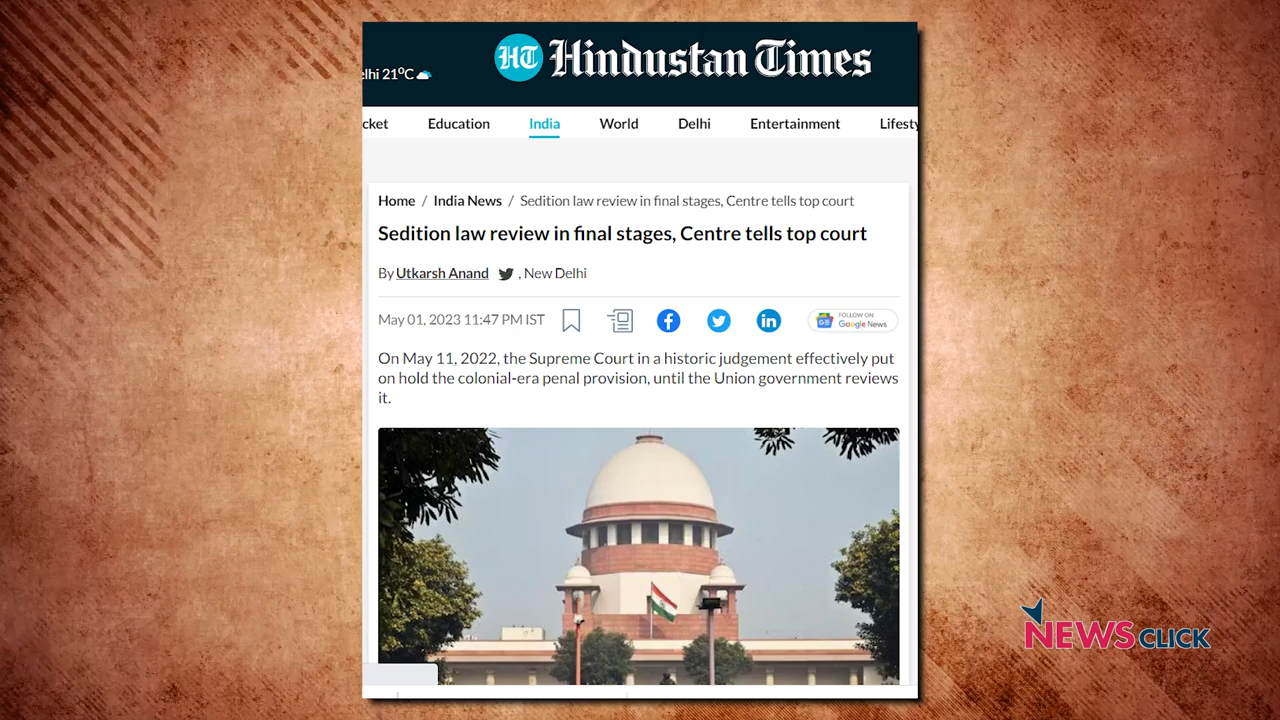 HT Hindustan Times
lhi 21°C
cket Education India World Delhi Entertainment Lifesty
Home / India News / Sedition law review in final stages, Centre tells top court
Sedition law review in final stages, Centre tells top court
By Utkarsh Anand , New Delhi
May 01, 2023 11:47 PM IST
FOLLOW ON
Google News
On May 11, 2022, the Supreme Court in a historic judgement effectively put
on hold the colonial-era penal provision, until the Union government reviews
it.
NEWSCLICK